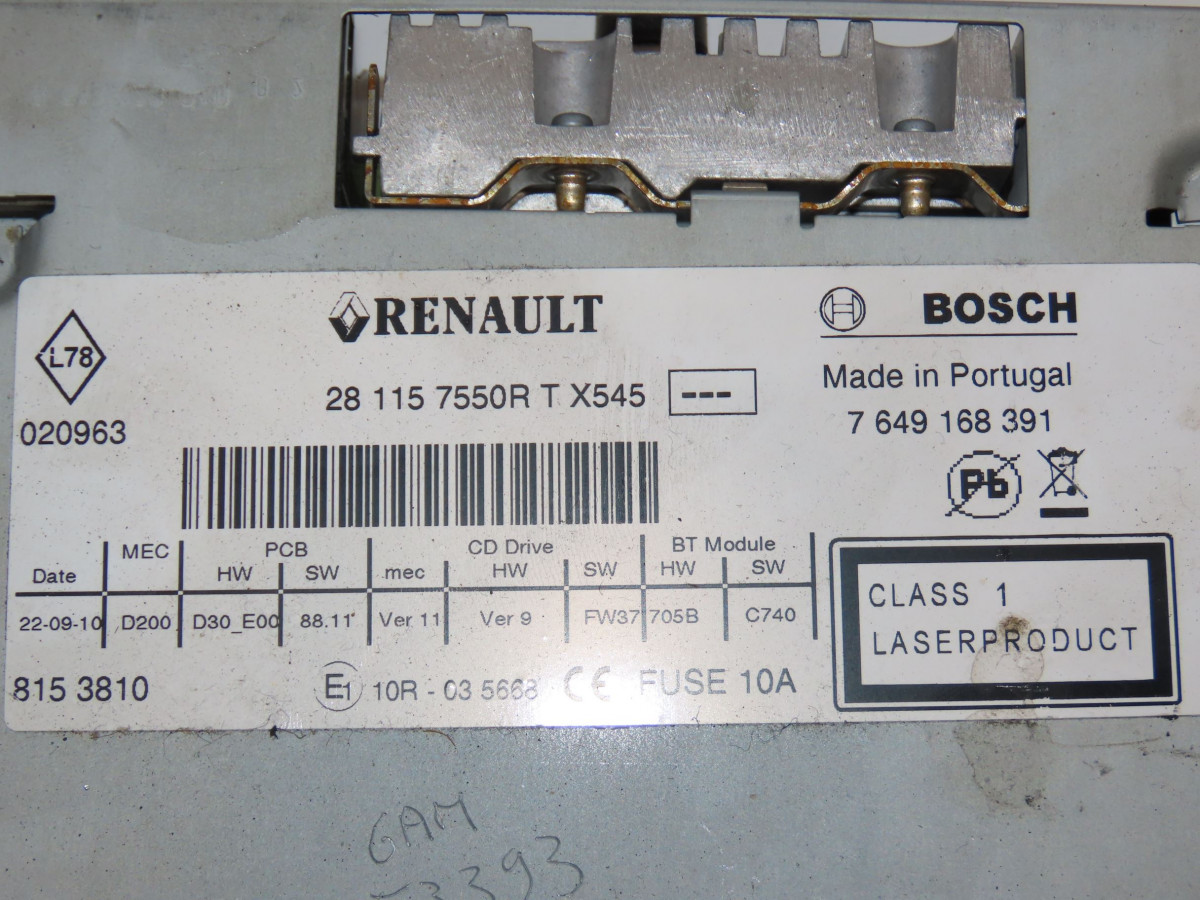 RENAULT
BOSCH
L78
28 115 7550R T X545
---
Made in Portugal
020963
7 649 168 391
Pb
MEC PCB CD Drive BT Module
Date HW SW mec HW SW HW SW
22-09-10 D200 D30_E00 88.11 Ver 11 Ver 9 FW37 705B C740
CLASS 1
LASERPRODUCT
815 3810
E1 10R - 03 5668 CE FUSE 10A
GAM
3393